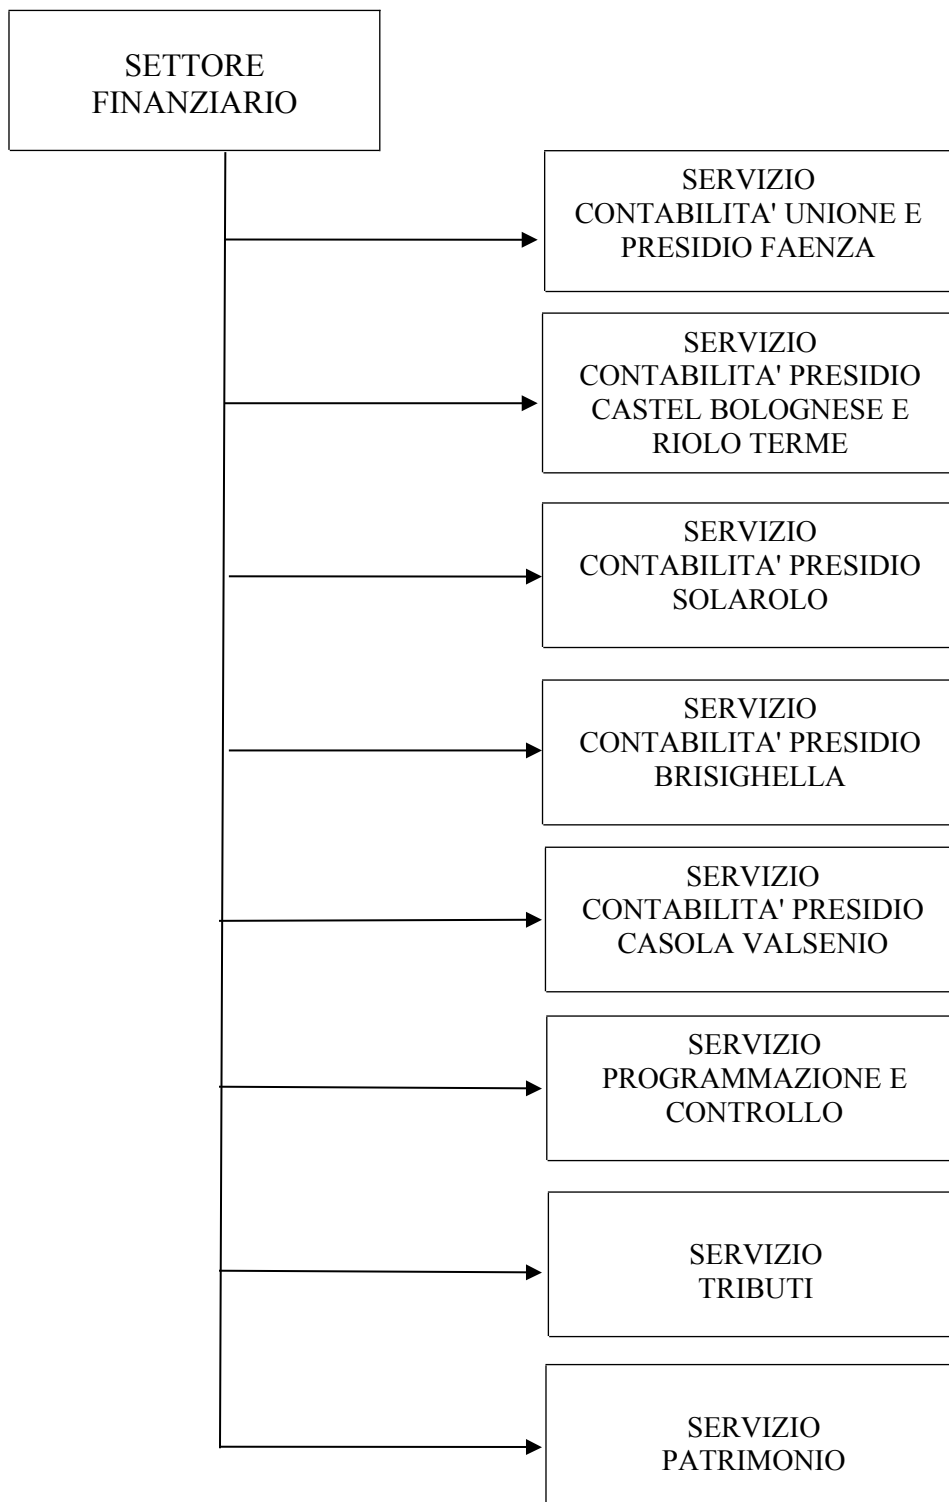 SETTORE
FINANZIARIO
SERVIZIO
CONTABILITA' UNIONE E
PRESIDIO FAENZA
SERVIZIO
CONTABILITA' PRESIDIO
CASTEL BOLOGNESE E
RIOLO TERME
SERVIZIO
CONTABILITA' PRESIDIO
SOLAROLO
SERVIZIO
CONTABILITA' PRESIDIO
BRISIGHELLA
SERVIZIO
CONTABILITA' PRESIDIO
CASOLA VALSENIO
SERVIZIO
PROGRAMMAZIONE E
CONTROLLO
SERVIZIO
TRIBUTI
SERVIZIO
PATRIMONIO